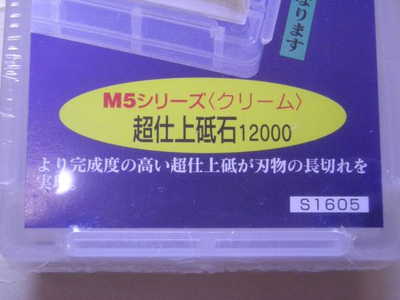 なります
M5シリーズ〈クリーム〉
超仕上砥石12000
より完成度の高い超仕上砥が刃物の長切れを
実現。
S1605